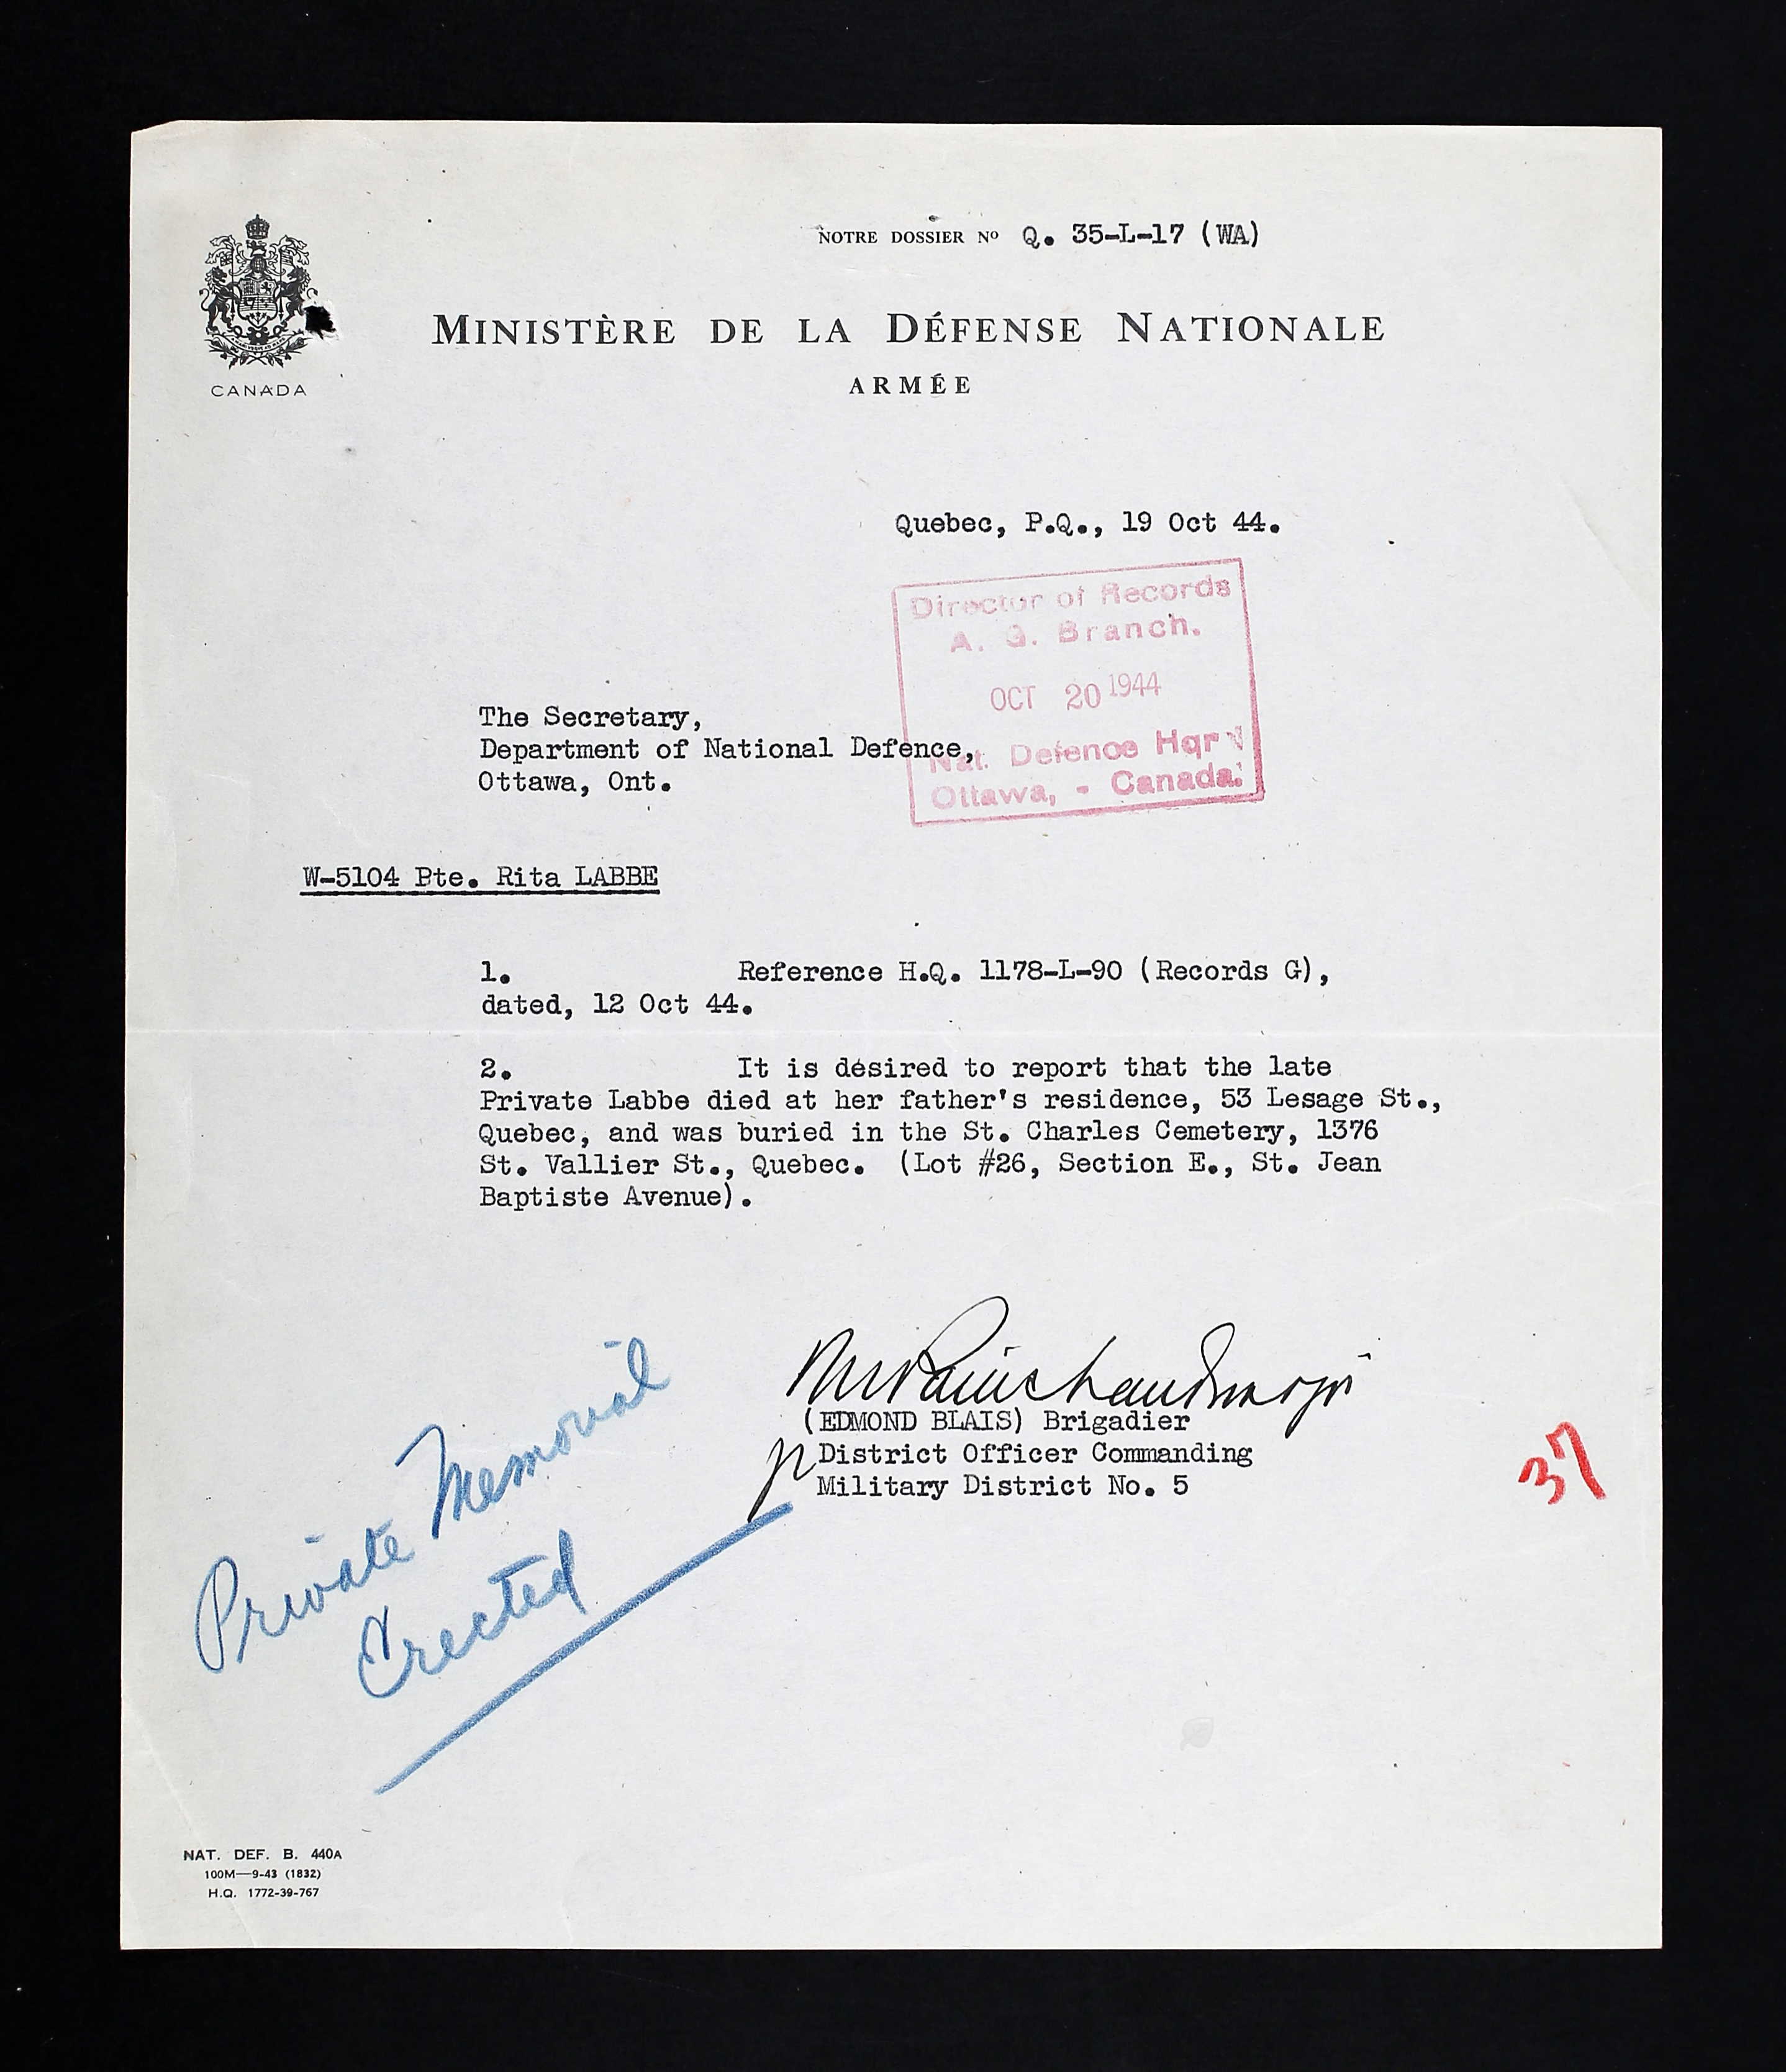 NOTRE DOSSIER Nº Q. 35-L-17 (WA)
MINISTÈRE DE LA DÉFENSE NATIONALE
ARMÉE
CANADA
Quebec, P.Q., 19 Oct 44.
Director of Records
A. G. Branch.
OCT 20 1944
Nat. Defence Hqr
Ottawa, - Canada.
The Secretary,
Department of National Defence,
Ottawa, Ont.
W-5104 Pte. Rita LABBE
1. Reference H.Q. 1178-L-90 (Records G),
dated, 12 Oct 44.
2. It is desired to report that the late
Private Labbe died at her father's residence, 53 Lesage St.,
Quebec, and was buried in the St. Charles Cemetery, 1376
St. Vallier St., Quebec. (Lot #26, Section E., St. Jean
Baptiste Avenue).
(EDMOND BLAIS) Brigadier
District Officer Commanding
Military District No. 5
37
Private Memorial
Erected
NAT. DEF. B. 440A
100M—9-43 (1832)
H.Q. 1772-39-767